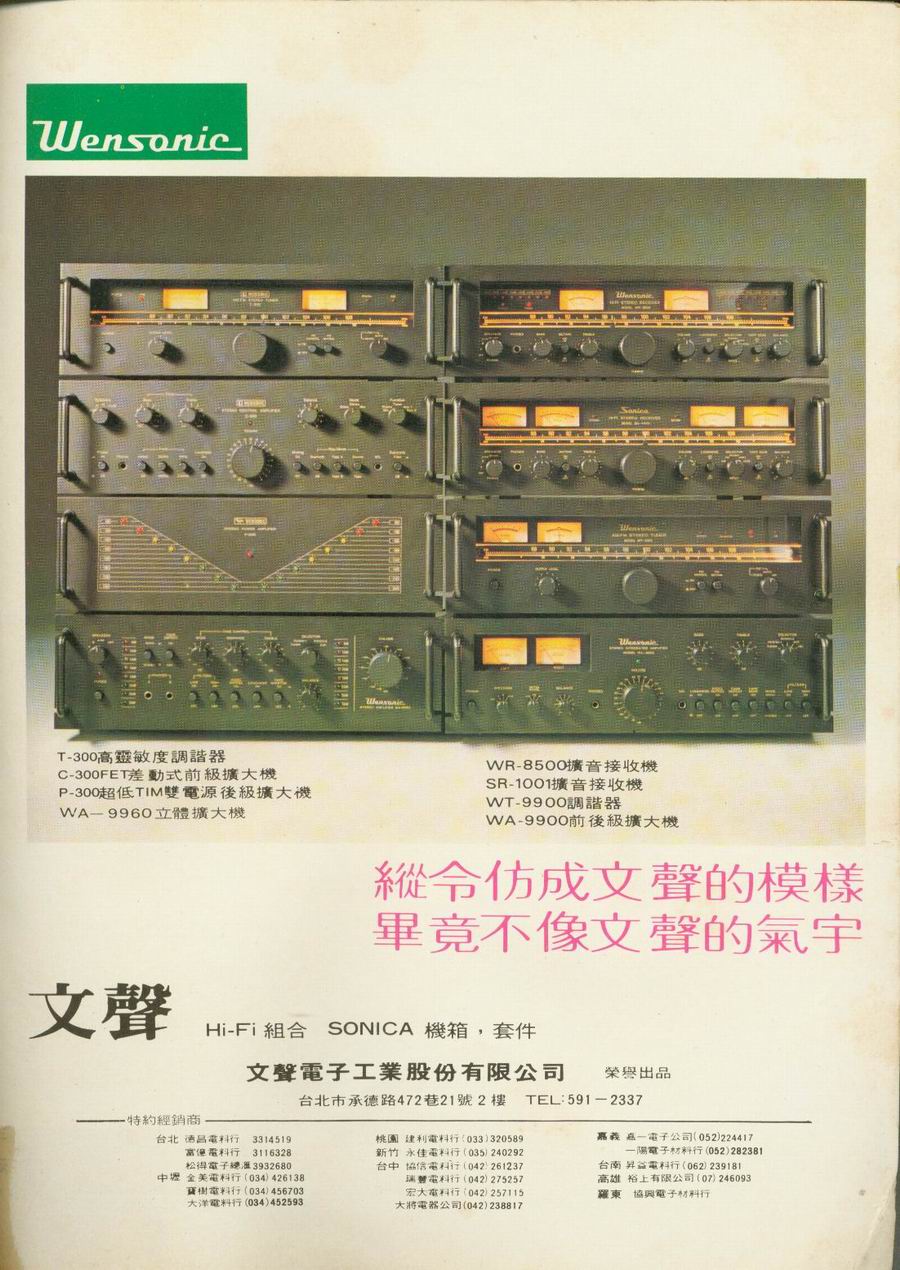 Wensonic
T-300高靈敏度調諧器
C-300FET差動式前級擴大機
P-300超低TIM雙電源後級擴大機
WA-9960立體擴大機
WR-8500擴音接收機
SR-1001擴音接收機
WT-9900調諧器
WA-9900前後級擴大機
縱令仿成文聲的模樣
畢竟不像文聲的氣宇
文聲 Hi-Fi 組合 SONICA 機箱,套件
文聲電子工業股份有限公司 榮譽出品
台北市承德路472巷21號2樓 TEL:591-2337
特約經銷商
台北 德昌電料行 3314519
富億電料行 3116328
松得電子總滙 3932680
中壢 金美電料行 (034) 426138
寶樹電料行 (034) 456703
大洋電料行 (034) 452593
桃園 建利電料行 (033) 320589
新竹 永佳電料行 (035) 240292
台中 協信電料行 (042) 261237
瑞豐電料行 (042) 275257
宏大電料行 (042) 257115
大將電器公司 (042) 238817
嘉義 嘉一電子公司 (052) 224417
一陽電子材料行 (052) 282381
台南 昇益電料行 (062) 239181
高雄 裕上有限公司 (07) 246093
羅東 協興電子材料行